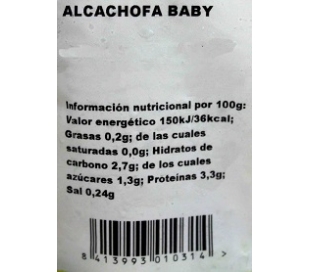 ALCACHOFA BABY
Información nutricional por 100g:
Valor energético 150kJ/36kcal;
Grasas 0,2g; de las cuales
saturadas 0,0g; Hidratos de
carbono 2,7g; de los cuales
azúcares 1,3g; Proteínas 3,3g;
Sal 0,24g
8 413993 010314 >